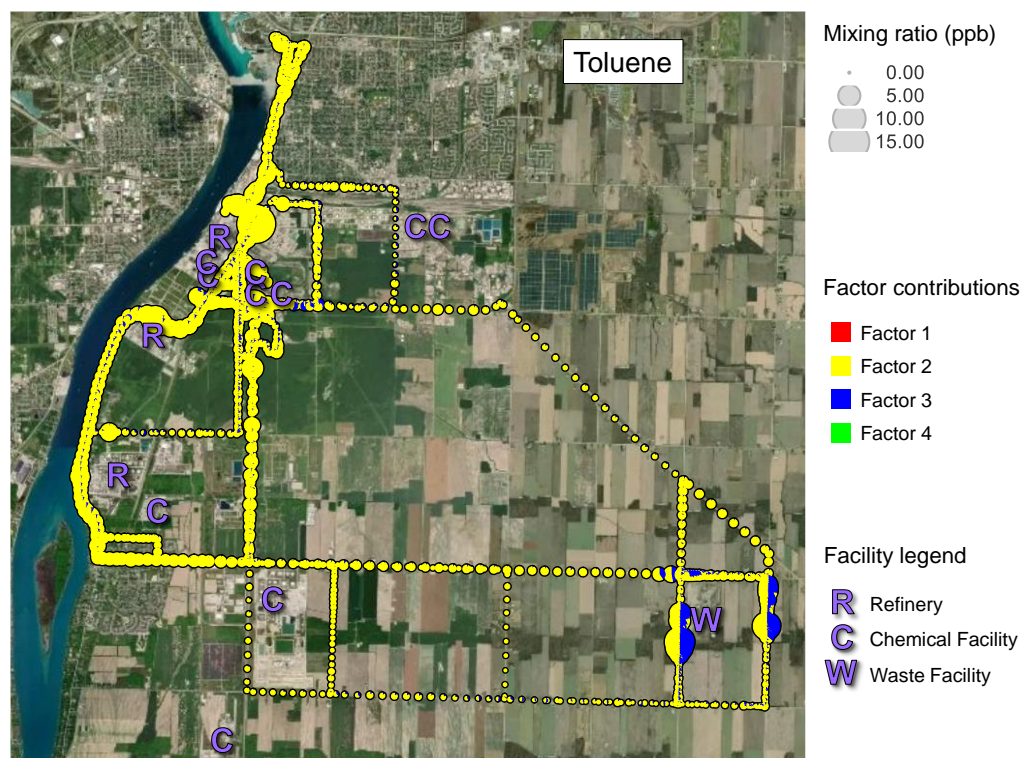 Toluene
Mixing ratio (ppb)
0.00
5.00
10.00
15.00
CC
R
C
C
C
CC
R
R
C
C
W
C
Factor contributions
Factor 1
Factor 2
Factor 3
Factor 4
Facility legend
R Refinery
C Chemical Facility
W Waste Facility